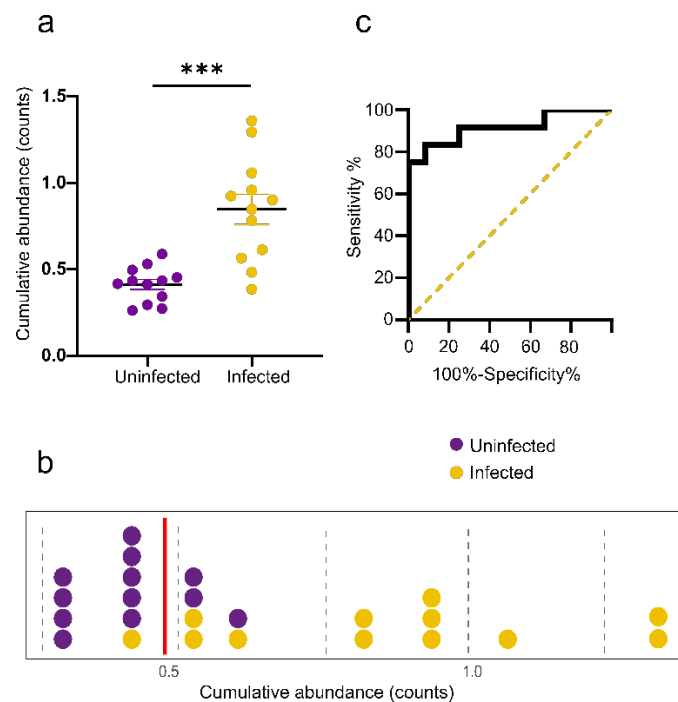 a
***
Cumulative abundance (counts)
1.5
1.0
0.5
0.0
Uninfected
Infected
c
Sensitivity %
100
80
60
40
20
0
0 20 40 60 80
100%-Specificity%
Uninfected
Infected
b
0.5 1.0
Cumulative abundance (counts)